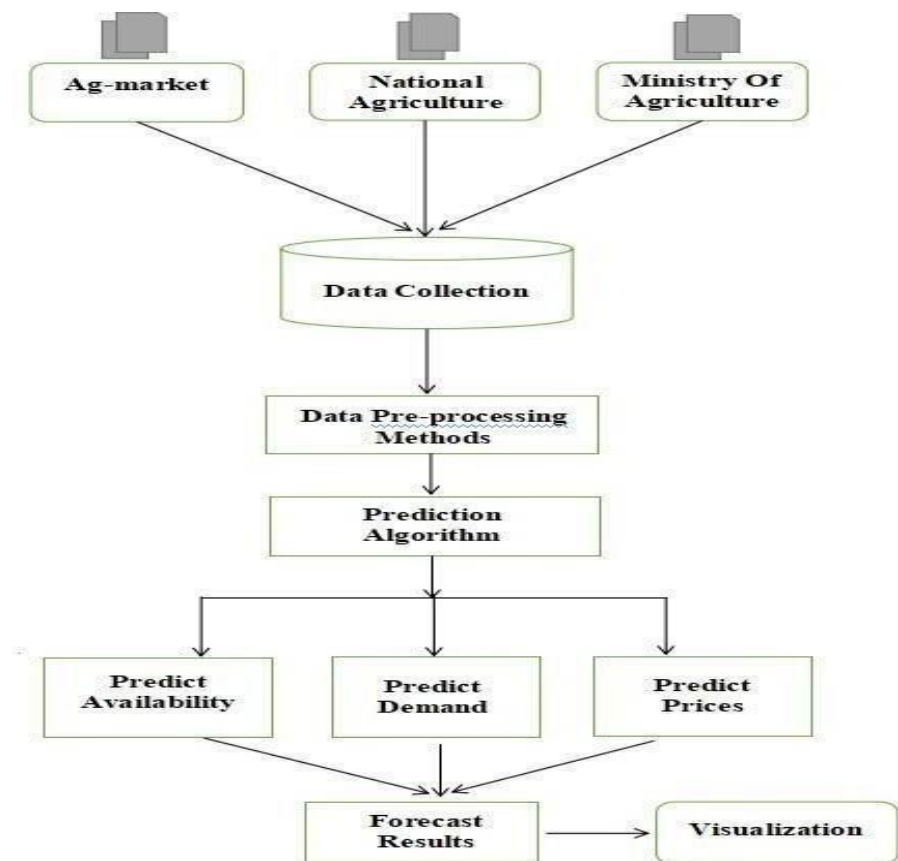 Ag-market
National
Agriculture
Ministry Of
Agriculture
Data Collection
Data Pre-processing
Methods
Prediction
Algorithm
Predict
Availability
Predict
Demand
Predict
Prices
Forecast
Results
Visualization